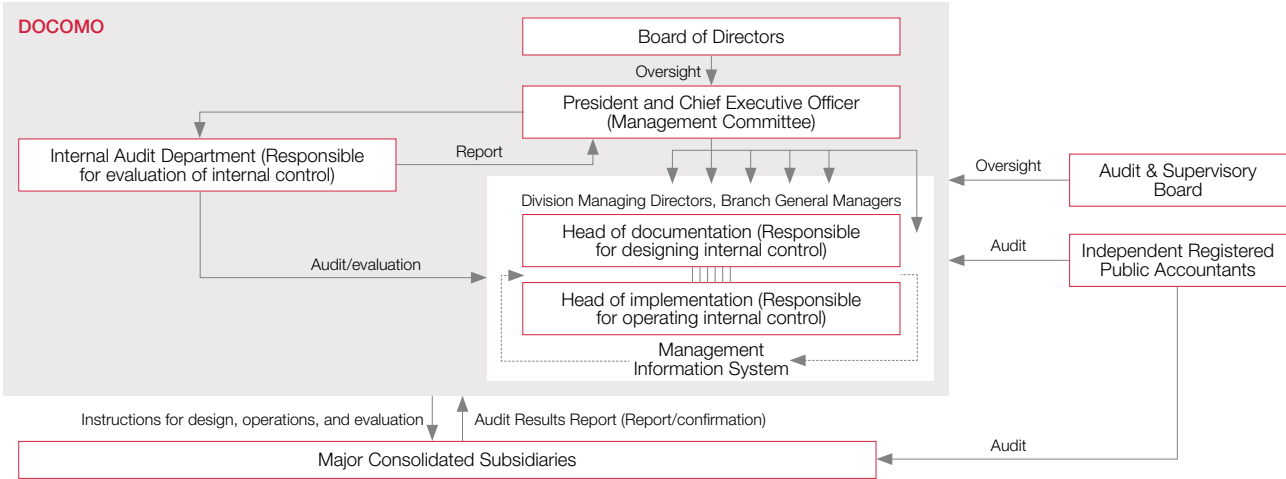 DOCOMO
Board of Directors
Oversight
President and Chief Executive Officer
(Management Committee)
Internal Audit Department (Responsible
for evaluation of internal control)
Report
Oversight
Audit & Supervisory
Board
Division Managing Directors, Branch General Managers
Head of documentation (Responsible
for designing internal control)
Audit
Independent Registered
Public Accountants
Audit/evaluation
Head of implementation (Responsible
for operating internal control)
Management
Information System
Instructions for design, operations, and evaluation
Audit Results Report (Report/confirmation)
Audit
Major Consolidated Subsidiaries